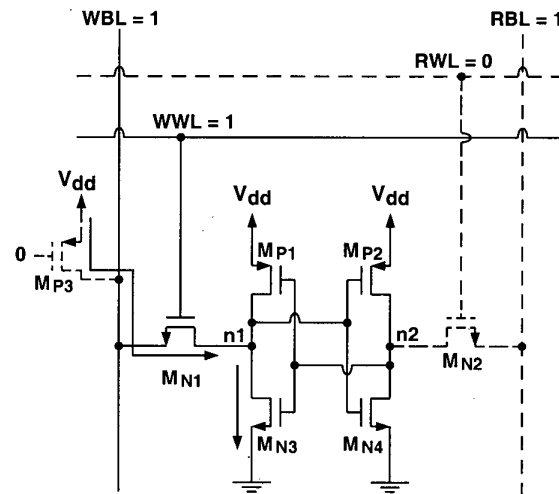 WBL = 1
RBL = 1
RWL = 0
WWL = 1
Vdd
Vdd
Vdd
MP1
MP2
0
MP3
n1
n2
MN1
MN2
MN3
MN4